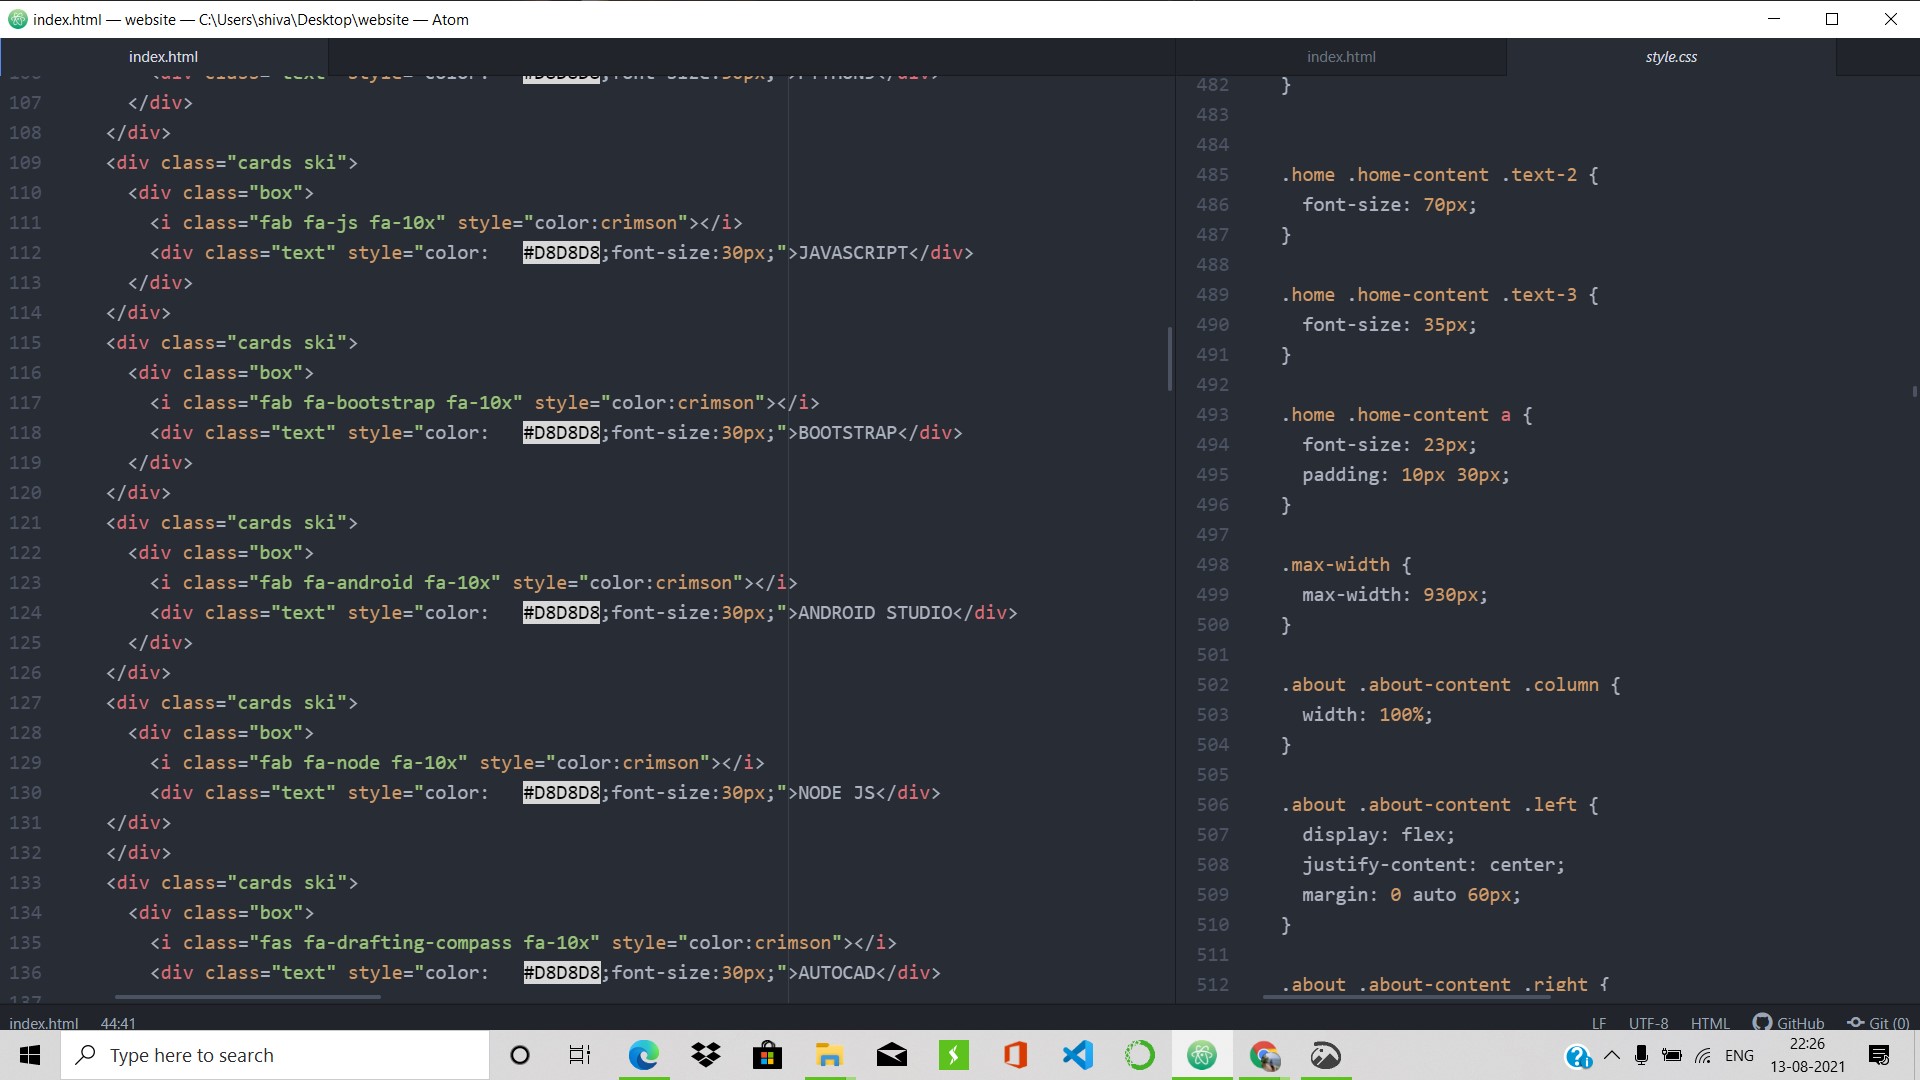 index.html — website — C:\Users\shiva\Desktop\website — Atom
index.html
107 </div>
108 </div>
109 <div class="cards ski">
110 <div class="box">
111 <i class="fab fa-js fa-10x" style="color:crimson"></i>
112 <div class="text" style="color:   #D8D8D8;font-size:30px;">JAVASCRIPT</div>
113 </div>
114 </div>
115 <div class="cards ski">
116 <div class="box">
117 <i class="fab fa-bootstrap fa-10x" style="color:crimson"></i>
118 <div class="text" style="color:   #D8D8D8;font-size:30px;">BOOTSTRAP</div>
119 </div>
120 </div>
121 <div class="cards ski">
122 <div class="box">
123 <i class="fab fa-android fa-10x" style="color:crimson"></i>
124 <div class="text" style="color:   #D8D8D8;font-size:30px;">ANDROID STUDIO</div>
125 </div>
126 </div>
127 <div class="cards ski">
128 <div class="box">
129 <i class="fab fa-node fa-10x" style="color:crimson"></i>
130 <div class="text" style="color:   #D8D8D8;font-size:30px;">NODE JS</div>
131 </div>
132 </div>
133 <div class="cards ski">
134 <div class="box">
135 <i class="fas fa-drafting-compass fa-10x" style="color:crimson"></i>
136 <div class="text" style="color:   #D8D8D8;font-size:30px;">AUTOCAD</div>
137
index.html style.css
482 }
483
484
485 .home .home-content .text-2 {
486 font-size: 70px;
487 }
488
489 .home .home-content .text-3 {
490 font-size: 35px;
491 }
492
493 .home .home-content a {
494 font-size: 23px;
495 padding: 10px 30px;
496 }
497
498 .max-width {
499 max-width: 930px;
500 }
501
502 .about .about-content .column {
503 width: 100%;
504 }
505
506 .about .about-content .left {
507 display: flex;
508 justify-content: center;
509 margin: 0 auto 60px;
510 }
511
512 .about .about-content .right {
index.html 44:41 LF UTF-8 HTML GitHub Git (0)
Type here to search
ENG
22:26
13-08-2021